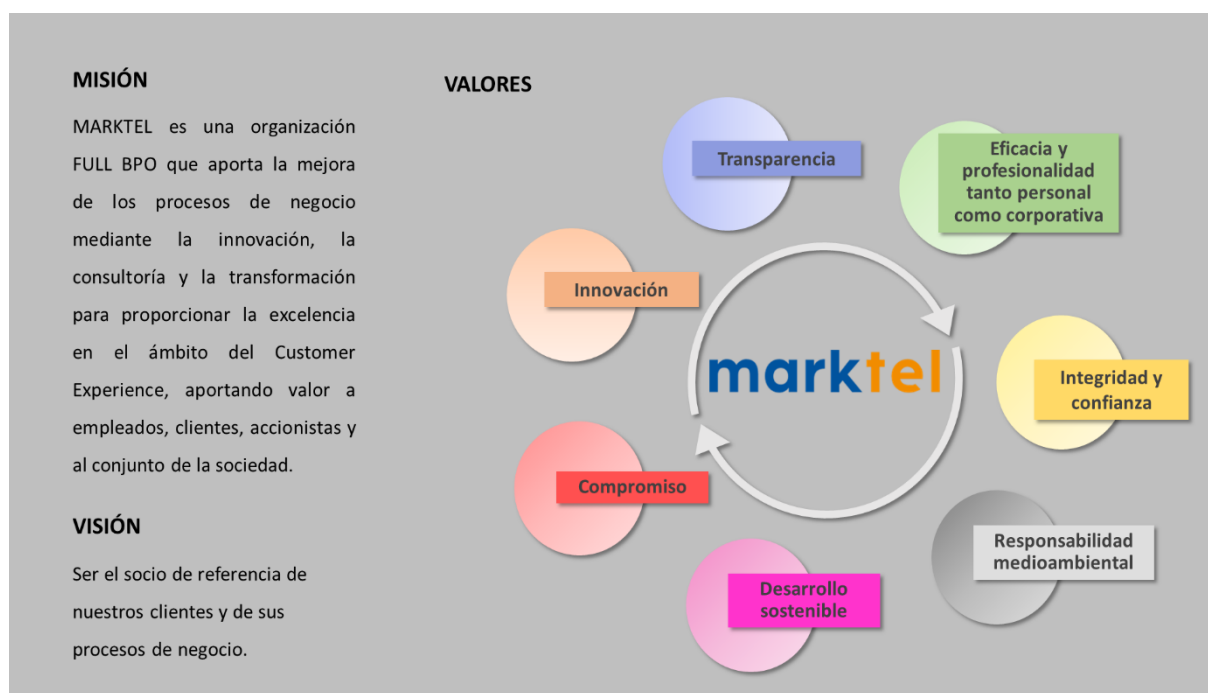 MISIÓN
MARKTEL es una organización
FULL BPO que aporta la mejora
de los procesos de negocio
mediante la innovación, la
consultoría y la transformación
para proporcionar la excelencia
en el ámbito del Customer
Experience, aportando valor a
empleados, clientes, accionistas y
al conjunto de la sociedad.
VISIÓN
Ser el socio de referencia de
nuestros clientes y de sus
procesos de negocio.
VALORES
Transparencia
Eficacia y
profesionalidad
tanto personal
como corporativa
Innovación
marktel
Integridad y
confianza
Compromiso
Responsabilidad
medioambiental
Desarrollo
sostenible